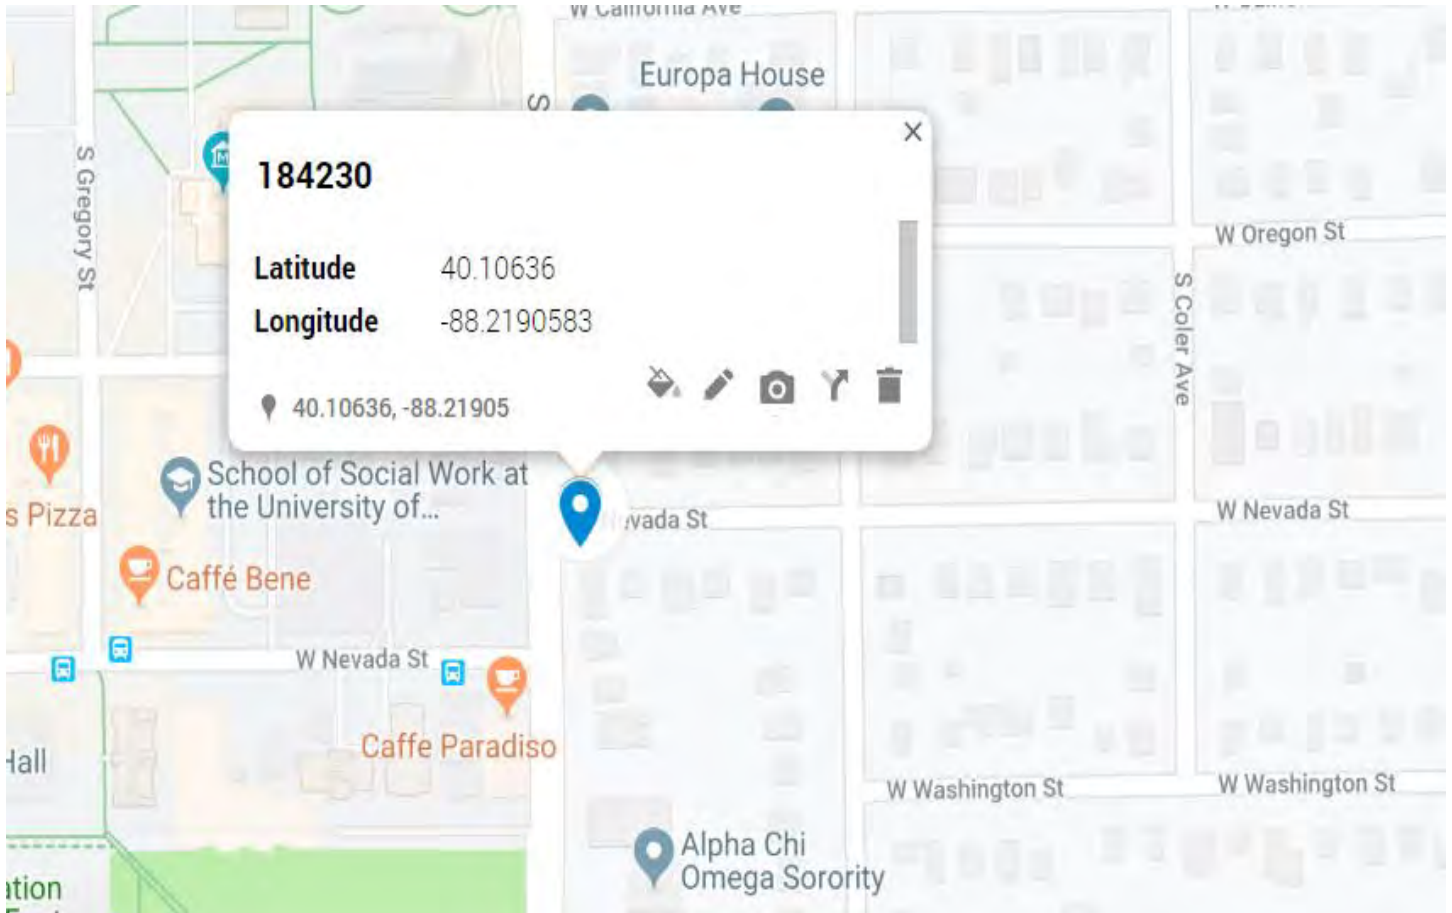 W California Ave
Europa House
S
184230
Latitude 40.10636
Longitude -88.2190583
40.10636, -88.21905
S Gregory St
W Oregon St
S Coler Ave
School of Social Work at
the University of...
s Pizza
vada St
W Nevada St
Caffé Bene
W Nevada St
Caffe Paradiso
Hall
W Washington St
W Washington St
Alpha Chi
Omega Sorority
ation